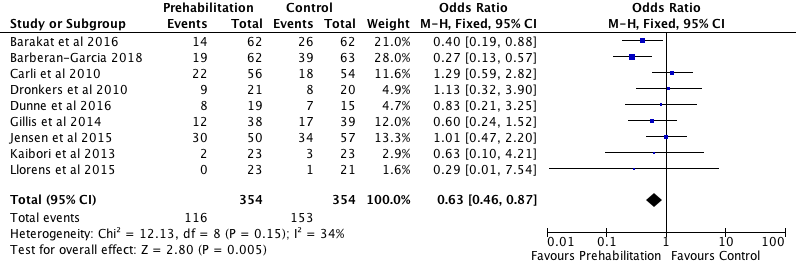 Prehabilitation Control Odds Ratio Odds Ratio
Study or Subgroup Events Total Events Total Weight M-H, Fixed, 95% CI M-H, Fixed, 95% CI
Barakat et al 2016 14 62 26 62 21.0% 0.40 [0.19, 0.88]
Barberan-Garcia 2018 19 62 39 63 28.0% 0.27 [0.13, 0.57]
Carli et al 2010 22 56 18 54 11.6% 1.29 [0.59, 2.82]
Dronkers et al 2010 9 21 8 20 4.9% 1.13 [0.32, 3.90]
Dunne et al 2016 8 19 7 15 4.7% 0.83 [0.21, 3.25]
Gillis et al 2014 12 38 17 39 12.1% 0.60 [0.24, 1.52]
Jensen et al 2015 30 50 34 57 13.3% 1.01 [0.47, 2.20]
Kaibori et al 2013 2 23 3 23 2.9% 0.63 [0.10, 4.21]
Llorens et al 2015 0 23 1 21 1.6% 0.29 [0.01, 7.54]
Total (95% CI) 354 354 100.0% 0.63 [0.46, 0.87]
Total events 116 153
Heterogeneity: Chi² = 12.13, df = 8 (P = 0.15); I² = 34%
Test for overall effect: Z = 2.80 (P = 0.005)
0.01 0.1 1 10 100
Favours Prehabilitation Favours Control